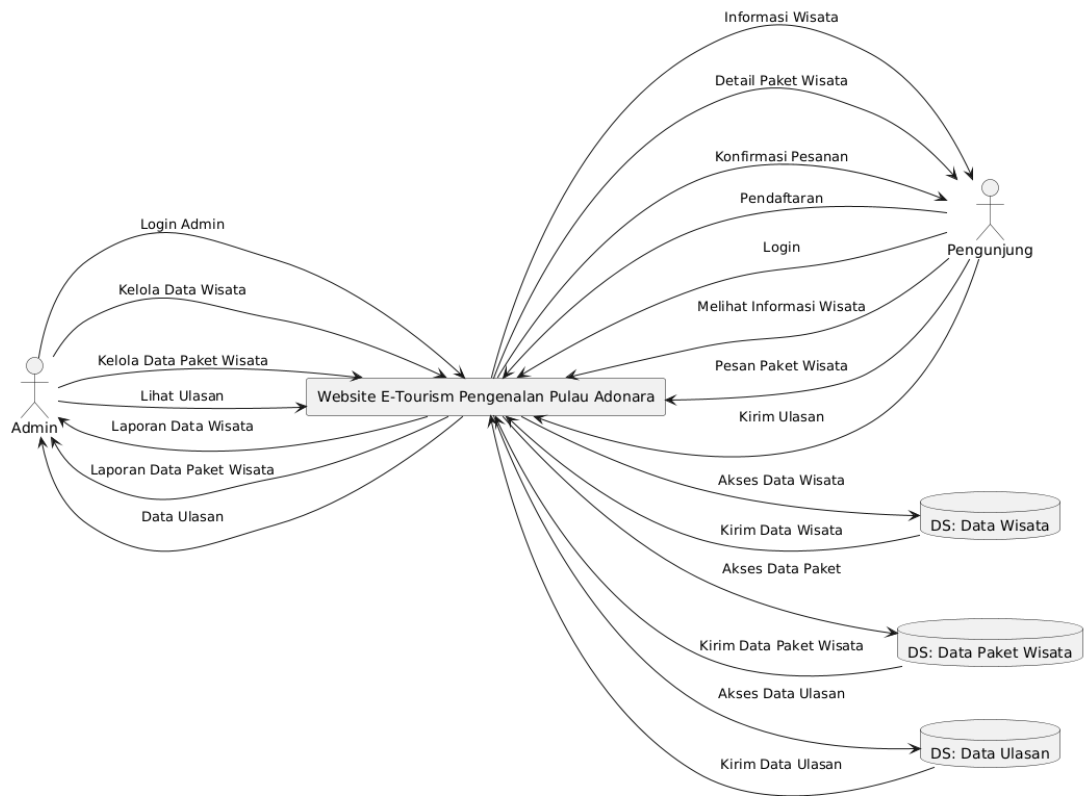 Informasi Wisata
Detail Paket Wisata
Konfirmasi Pesanan
Pendaftaran
Login
Melihat Informasi Wisata
Pesan Paket Wisata
Kirim Ulasan
Pengunjung
Login Admin
Kelola Data Wisata
Kelola Data Paket Wisata
Lihat Ulasan
Laporan Data Wisata
Laporan Data Paket Wisata
Data Ulasan
Admin
Website E-Tourism Pengenalan Pulau Adonara
Akses Data Wisata
Kirim Data Wisata
DS: Data Wisata
Akses Data Paket
Kirim Data Paket Wisata
DS: Data Paket Wisata
Akses Data Ulasan
Kirim Data Ulasan
DS: Data Ulasan